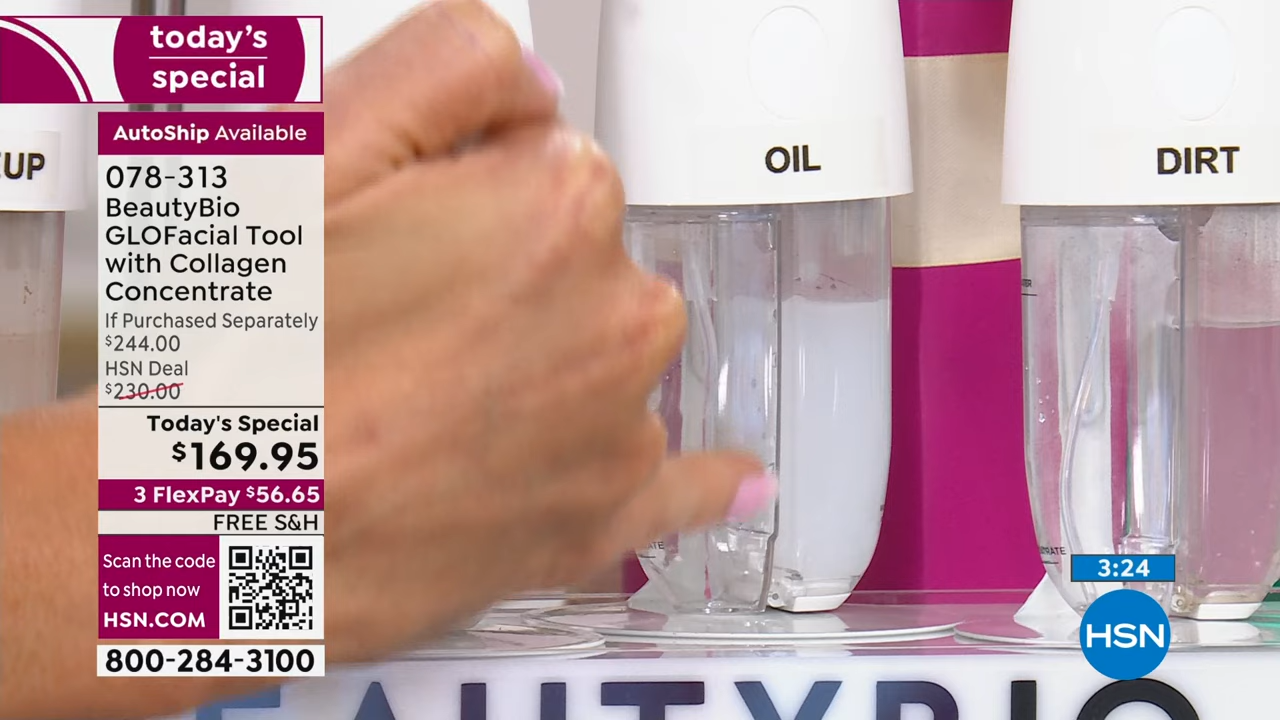 today's
special
AutoShip Available
078-313
BeautyBio
GLOFacial Tool
with Collagen
Concentrate
If Purchased Separately
$244.00
HSN Deal
$230.00
Today's Special
$169.95
3 FlexPay $56.65
FREE S&H
Scan the code
to shop now
HSN.COM
800-284-3100
UP
OIL
DIRT
3:24
HSN
EAUTYBIO